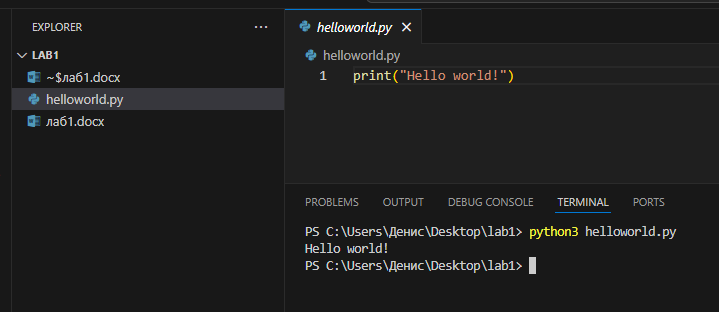 EXPLORER
LAB1
~$лаб1.docx
helloworld.py
лаб1.docx
helloworld.py
helloworld.py
1 print("Hello world!")
PROBLEMS OUTPUT DEBUG CONSOLE TERMINAL PORTS
PS C:\Users\Денис\Desktop\lab1> python3 helloworld.py
Hello world!
PS C:\Users\Денис\Desktop\lab1>